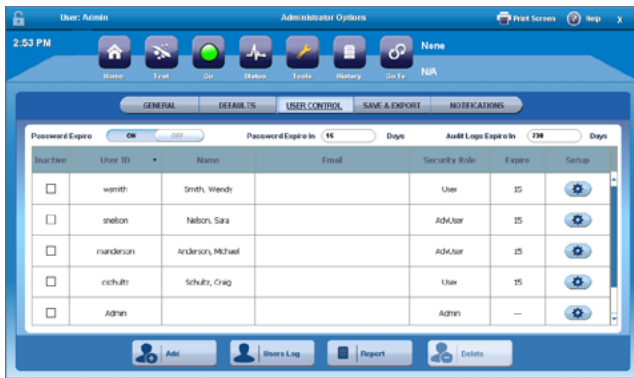 User: Admin Administrator Options Print Screen Help X
2:53 PM
None
Home Test Go Status Tools History Go To N/A
GENERAL DEFAULTS USER CONTROL SAVE & EXPORT NOTIFICATIONS
Password Expire ON OFF Password Expire In Days Audit Logs Expire In Days
Inactive User ID Name Email Security Role Expire Setup
wsmith Smith, Wendy User 15
snelson Nelson, Sara AdvUser 15
manderson Anderson, Michael AdvUser 15
cschultz Schultz, Craig User 15
Admin Admin --
Add Users Log Report Delete